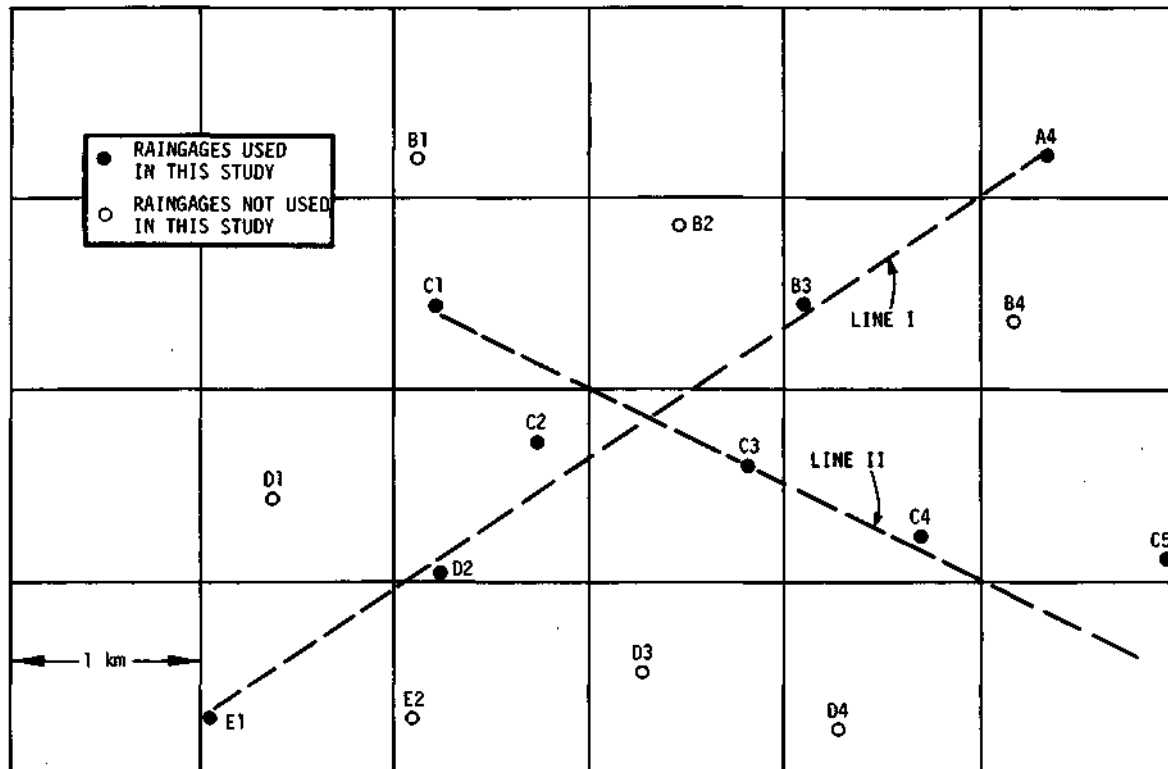 B1
A4
RAINGAGES USED
IN THIS STUDY
RAINGAGES NOT USED
IN THIS STUDY
B2
C1
B3
B4
LINE I
C2
C3
LINE II
D1
C4
C5
D2
1 km
D3
E1
E2
D4